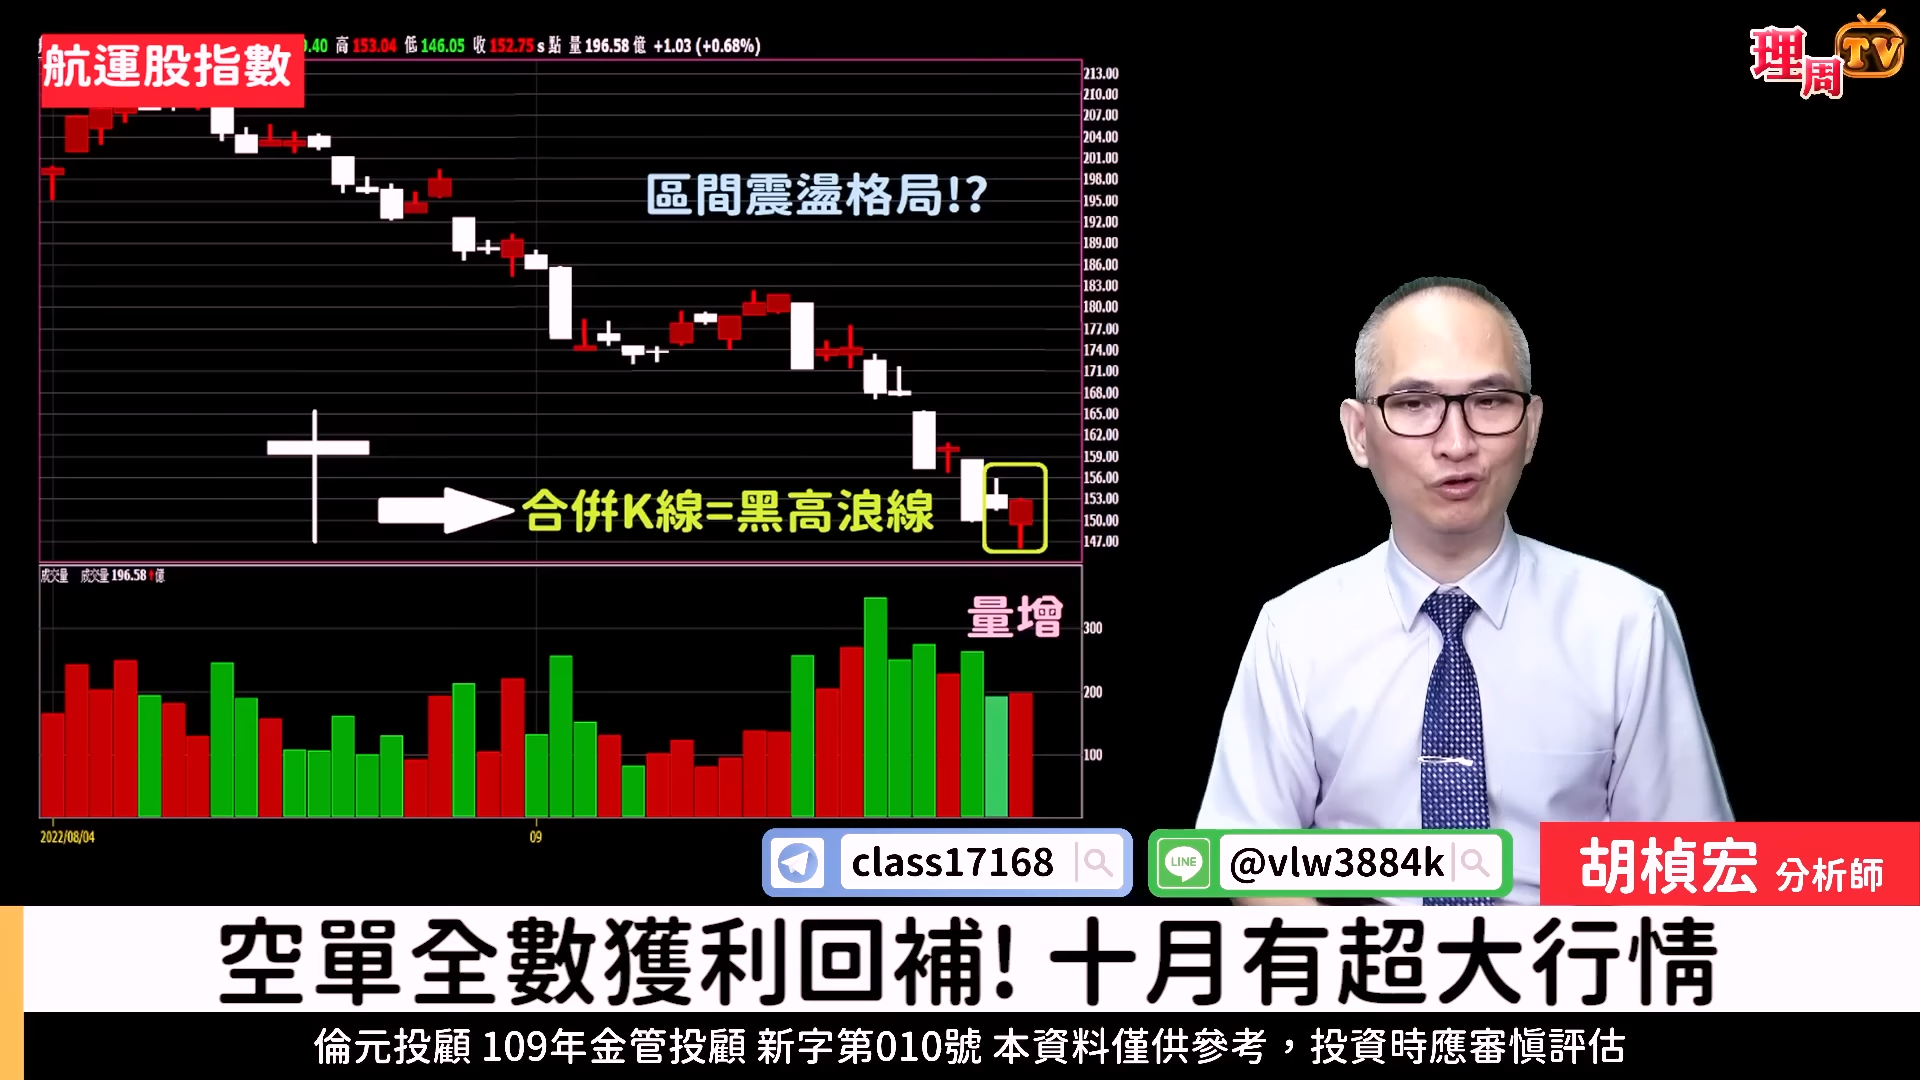 航運股指數
.40 高 153.04 低 146.05 收 152.75 s 點 量 196.58 億 +1.03 (+0.68%)
理周TV
213.00
210.00
207.00
204.00
201.00
198.00
195.00
192.00
189.00
186.00
183.00
180.00
177.00
174.00
171.00
168.00
165.00
162.00
159.00
156.00
153.00
150.00
147.00
區間震盪格局!?
合併K線=黑高浪線
成交量 成交量 196.58 億
量增
300
200
100
2022/08/04
09
class17168
LINE
@vlw3884k
胡楨宏 分析師
空單全數獲利回補! 十月有超大行情
倫元投顧 109年金管投顧 新字第010號 本資料僅供參考，投資時應審慎評估